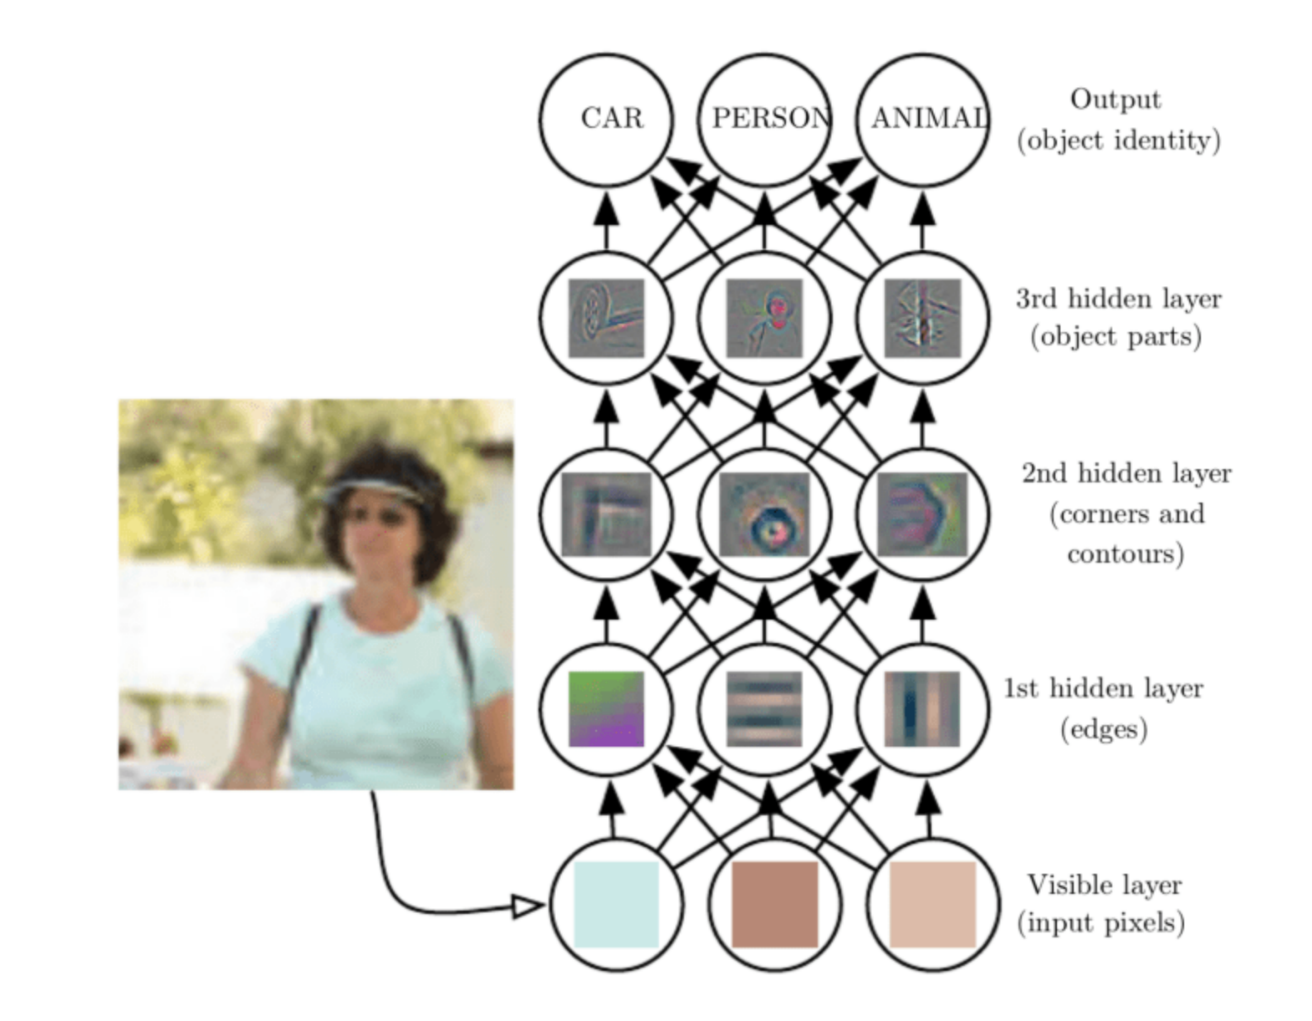 CAR
PERSON
ANIMAL
Output
(object identity)
3rd hidden layer
(object parts)
2nd hidden layer
(corners and
contours)
1st hidden layer
(edges)
Visible layer
(input pixels)